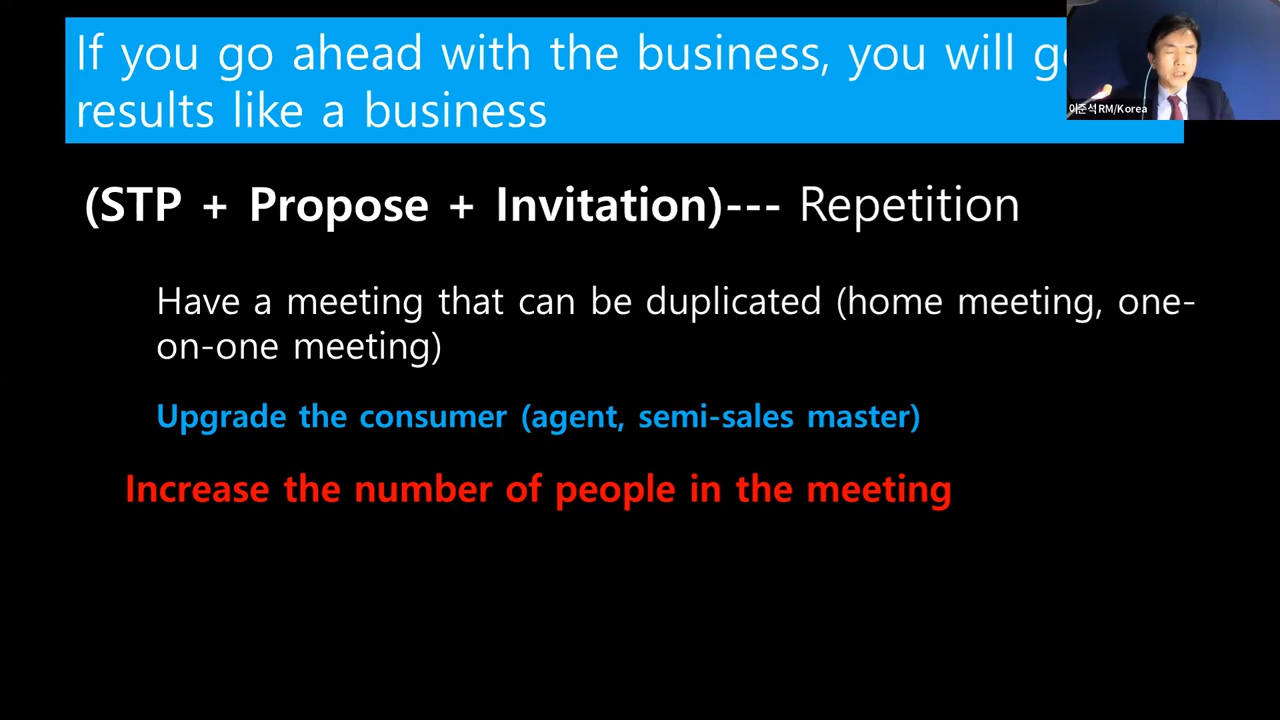 If you go ahead with the business, you will
results like a business
이준석RM/Korea
(STP + Propose + Invitation)--- Repetition
Have a meeting that can be duplicated (home meeting, one-
on-one meeting)
Upgrade the consumer (agent, semi-sales master)
Increase the number of people in the meeting